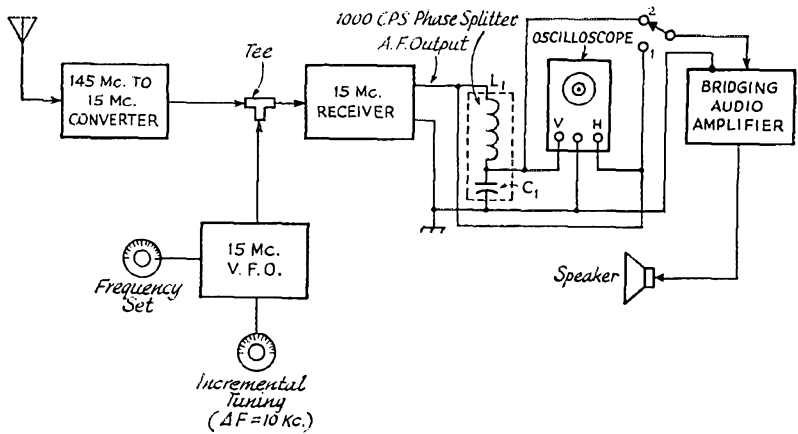 1000 CPS Phase Splitter
A.F. Output
OSCILLOSCOPE
2
1
Tee
L1
145 Mc. TO
15 Mc.
CONVERTER
15 Mc.
RECEIVER
V
H
BRIDGING
AUDIO
AMPLIFIER
C1
15 Mc.
V. F. O.
Frequency
Set
Speaker
Incremental
Tuning
(ΔF=10 Kc.)